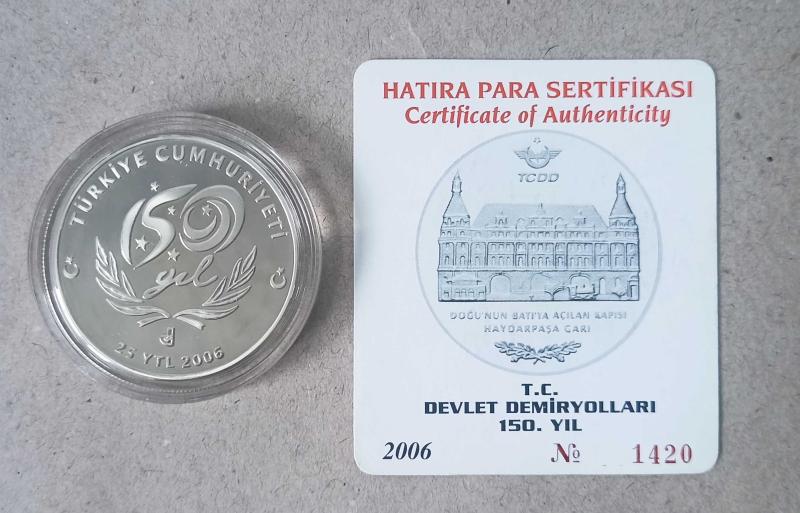 TÜRKİYE CUMHURİYETİ
150
yıl
25 YTL 2006
HATIRA PARA SERTİFİKASI
Certificate of Authenticity
TCDD
DOĞU'NUN BATI'YA AÇILAN KAPISI
HAYDARPAŞA GARI
T.C.
DEVLET DEMİRYOLLARI
150. YIL
2006 № 1420